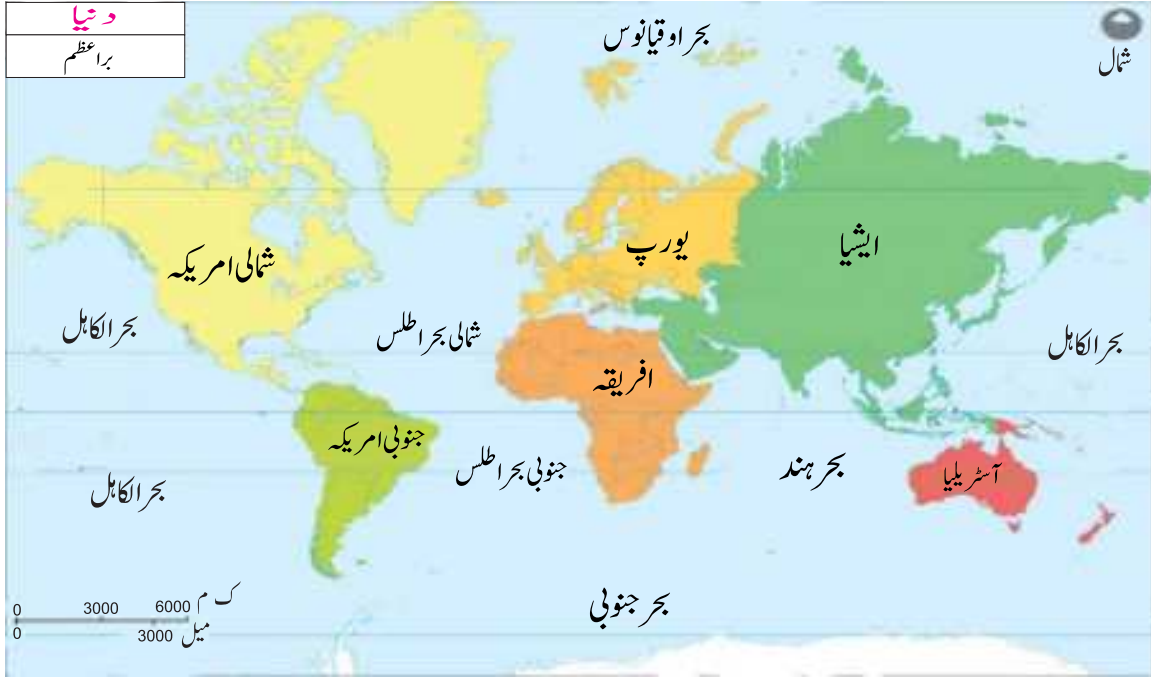 دنیا
براعظم
شمال
بحر اوقیانوس
ایشیا
یورپ
شمالی امریکہ
بحر الکاہل
شمالی بحر اطلس
بحر الکاہل
افریقہ
جنوبی امریکہ
آسٹریلیا
بحر ہند
جنوبی بحر اطلس
بحر الکاہل
بحر جنوبی
0 3000 6000 ک م
0 3000 میل